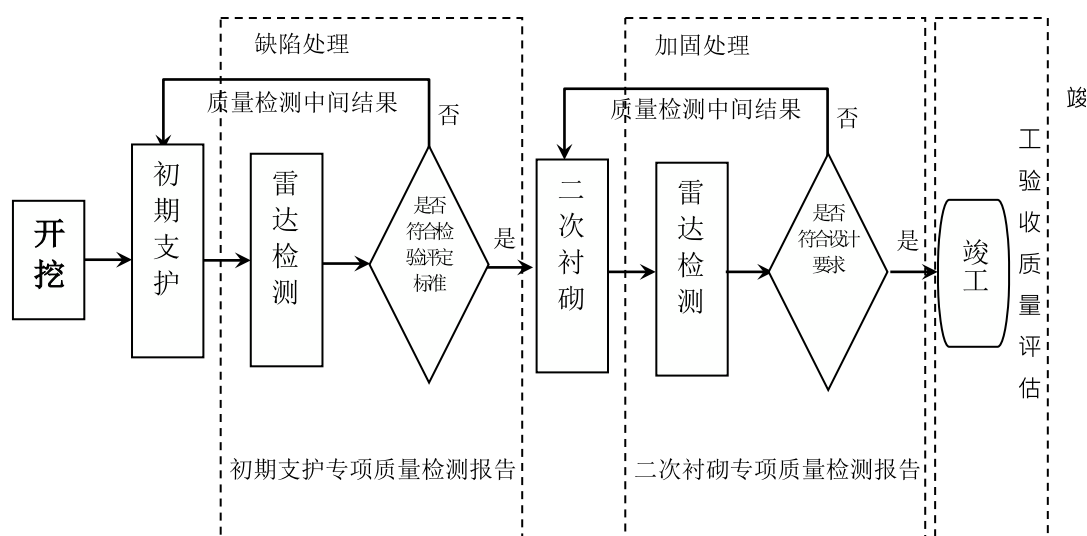 缺陷处理
质量检测中间结果
否
开挖
初期支护
雷达检测
是否
符合检
验评定
标准
是
初期支护专项质量检测报告
加固处理
质量检测中间结果
否
二次衬砌
雷达检测
是否
符合设计
要求
是
二次衬砌专项质量检测报告
竣工
竣
工验收质量评估